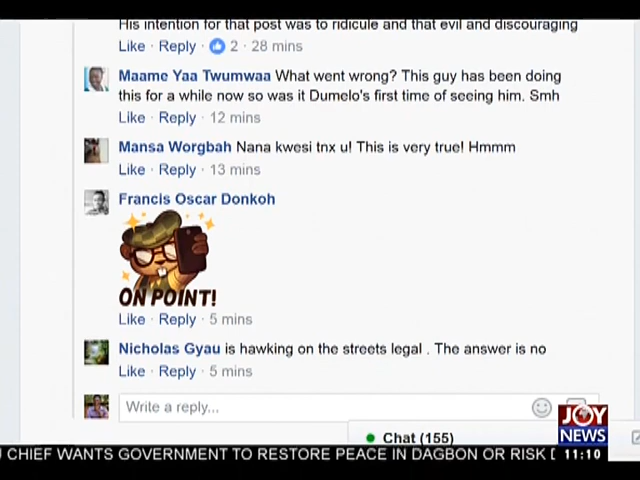 His intention for that post was to ridicule and that evil and discouraging
Like · Reply · 2 · 28 mins
Maame Yaa Twumwaa What went wrong? This guy has been doing
this for a while now so was it Dumelo's first time of seeing him. Smh
Like · Reply · 12 mins
Mansa Worgbah Nana kwesi tnx u! This is very true! Hmmm
Like · Reply · 13 mins
Francis Oscar Donkoh
ON POINT!
Like · Reply · 5 mins
Nicholas Gyau is hawking on the streets legal . The answer is no
Like · Reply · 5 mins
Write a reply...
Chat (155)
JOY
NEWS
CHIEF WANTS GOVERNMENT TO RESTORE PEACE IN DAGBON OR RISK
11:10